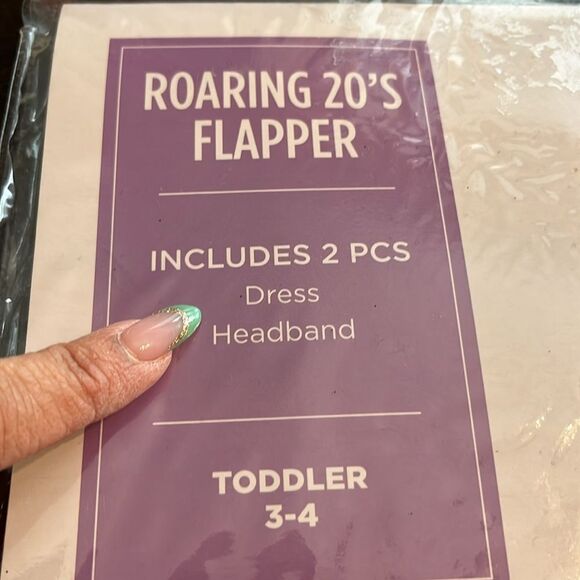 ROARING 20'S
FLAPPER
INCLUDES 2 PCS
Dress
Headband
TODDLER
3-4